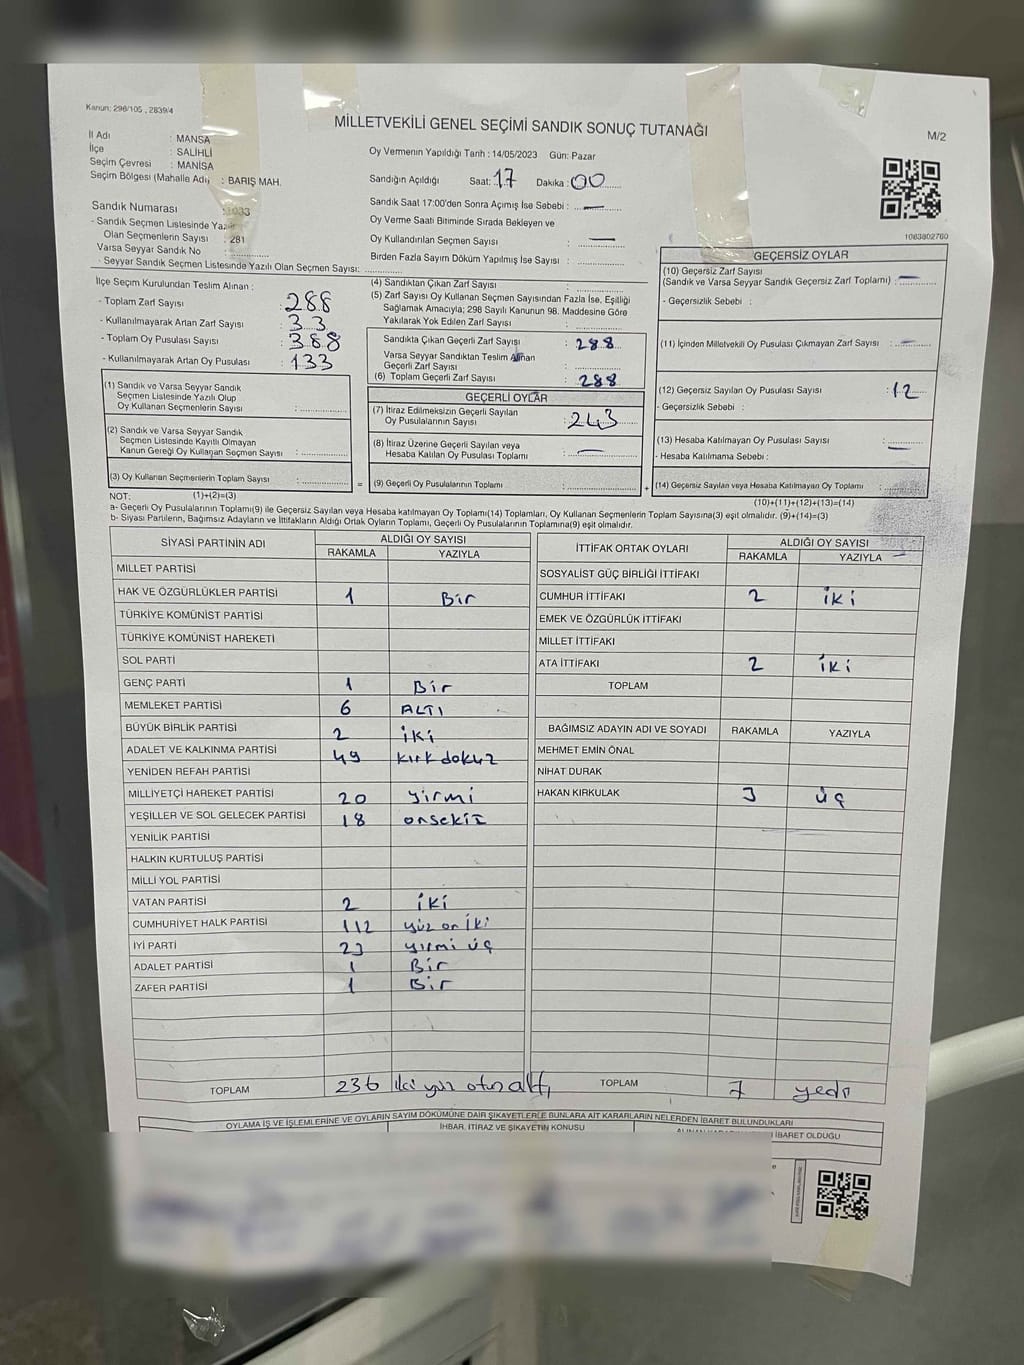 Kanun: 298/105 , 2839/4
MİLLETVEKİLİ GENEL SEÇİMİ SANDIK SONUÇ TUTANAĞI
M/2
İl Adı : MANİSA
İlçe : SALİHLİ
Seçim Çevresi : MANİSA
Seçim Bölgesi (Mahalle Adı) : BARIŞ MAH.
Sandık Numarası
- Sandık Seçmen Listesinde
Olan Seçmenlerin Sayısı : 281
Varsa Seyyar Sandık No :
- Seyyar Sandık Seçmen Listesinde Yazılı Olan Seçmen Sayısı:
Oy Vermenin Yapıldığı Tarih : 14/05/2023 Gün: Pazar
Sandığın Açıldığı Saat: 17 Dakika : 00
Sandık Saat 17:00'den Sonra Açımış İse Sebebi : —
Oy Verme Saati Bitiminde Sırada Bekleyen ve
Oy Kullandırılan Seçmen Sayısı : —
Birden Fazla Sayım Döküm Yapılmış İse Sayısı :
1063802760
İlçe Seçim Kurulundan Teslim Alınan :
- Toplam Zarf Sayısı : 288
- Kullanılmayarak Artan Zarf Sayısı : 33
- Toplam Oy Pusulası Sayısı : 388
- Kullanılmayarak Artan Oy Pusulası : 133
(1) Sandık ve Varsa Seyyar Sandık
Seçmen Listesinde Yazılı Olup
Oy Kullanan Seçmenlerin Sayısı :
(2) Sandık ve Varsa Seyyar Sandık
Seçmen Listesinde Kayıtlı Olmayan
Kanun Gereği Oy Kullanan Seçmen Sayısı :
(3) Oy Kullanan Seçmenlerin Toplam Sayısı :
(4) Sandıktan Çıkan Zarf Sayısı :
(5) Zarf Sayısı Oy Kullanan Seçmen Sayısından Fazla İse, Eşitliği
Sağlamak Amacıyla; 298 Sayılı Kanunun 98. Maddesine Göre
Yakılarak Yok Edilen Zarf Sayısı :
Sandıkta Çıkan Geçerli Zarf Sayısı : 288
Varsa Seyyar Sandıktan Teslim Alınan
Geçerli Zarf Sayısı :
(6) Toplam Geçerli Zarf Sayısı : 288
GEÇERLİ OYLAR
(7) İtiraz Edilmeksizin Geçerli Sayılan
Oy Pusulalarının Sayısı : 243
(8) İtiraz Üzerine Geçerli Sayılan veya
Hesaba Katılan Oy Pusulası Toplamı : —
= (9) Geçerli Oy Pusulalarının Toplamı :
GEÇERSİZ OYLAR
(10) Geçersiz Zarf Sayısı
(Sandık ve Varsa Seyyar Sandık Geçersiz Zarf Toplamı) : —
- Geçersizlik Sebebi :
(11) İçinden Milletvekili Oy Pusulası Çıkmayan Zarf Sayısı : —
(12) Geçersiz Sayılan Oy Pusulası Sayısı : 12
- Geçersizlik Sebebi :
(13) Hesaba Katılmayan Oy Pusulası Sayısı :
- Hesaba Katılmama Sebebi : —
+ (14) Geçersiz Sayılan veya Hesaba Katılmayan Oy Toplamı :
NOT: (1)+(2)=(3)
(10)+(11)+(12)+(13)=(14)
a- Geçerli Oy Pusulalarının Toplamı(9) ile Geçersiz Sayılan veya Hesaba katılmayan Oy Toplamı(14) Toplamları, Oy Kullanan Seçmenlerin Toplam Sayısına(3) eşit olmalıdır. (9)+(14)=(3)
b- Siyasi Partilerin, Bağımsız Adayların ve İttifakların Aldığı Ortak Oyların Toplamı, Geçerli Oy Pusulalarının Toplamına(9) eşit olmalıdır.
SİYASİ PARTİNİN ADI ALDIĞI OY SAYISI
RAKAMLA YAZIYLA
MİLLET PARTİSİ
HAK VE ÖZGÜRLÜKLER PARTİSİ 1 Bir
TÜRKİYE KOMÜNİST PARTİSİ
TÜRKİYE KOMÜNİST HAREKETİ
SOL PARTİ
GENÇ PARTİ 1 Bir
MEMLEKET PARTİSİ 6 ALTI
BÜYÜK BİRLİK PARTİSİ 2 iki
ADALET VE KALKINMA PARTİSİ 49 kırk dokuz
YENİDEN REFAH PARTİSİ
MİLLİYETÇİ HAREKET PARTİSİ 20 yirmi
YEŞİLLER VE SOL GELECEK PARTİSİ 18 onsekiz
YENİLİK PARTİSİ
HALKIN KURTULUŞ PARTİSİ
MİLLİ YOL PARTİSİ
VATAN PARTİSİ 2 iki
CUMHURİYET HALK PARTİSİ 112 yüz on iki
İYİ PARTİ 23 yirmi üç
ADALET PARTİSİ 1 Bir
ZAFER PARTİSİ 1 Bir
TOPLAM 236 iki yüz otuz altı
İTTİFAK ORTAK OYLARI ALDIĞI OY SAYISI
RAKAMLA YAZIYLA
SOSYALİST GÜÇ BİRLİĞİ İTTİFAKI
CUMHUR İTTİFAKI 2 iki
EMEK VE ÖZGÜRLÜK İTTİFAKI
MİLLET İTTİFAKI
ATA İTTİFAKI 2 iki
TOPLAM
BAĞIMSIZ ADAYIN ADI VE SOYADI RAKAMLA YAZIYLA
MEHMET EMİN ÖNAL
NİHAT DURAK
HAKAN KIRKULAK 3 üç
TOPLAM 7 yedi
OYLAMA İŞ VE İŞLEMLERİNE VE OYLARIN SAYIM DÖKÜMÜNE DAİR ŞİKAYETLERLE BUNLARA AİT KARARLARIN NELERDEN İBARET BULUNDUKLARI
İHBAR, İTİRAZ VE ŞİKAYETİN KONUSU
İBARET OLDUĞU